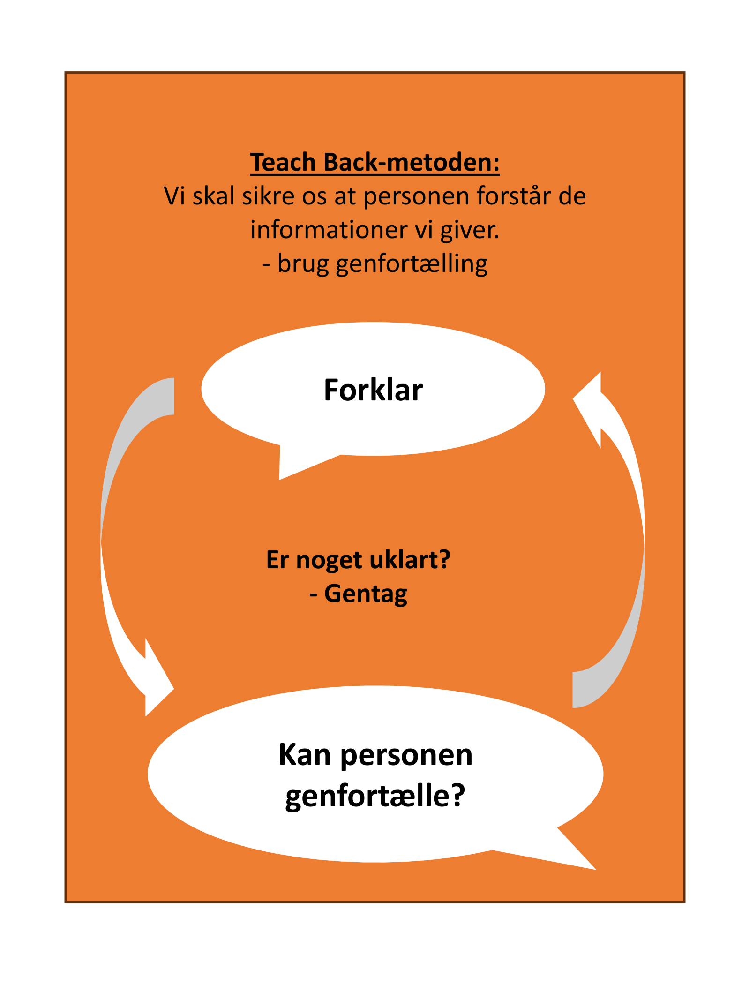 Teach Back-metoden:
Vi skal sikre os at personen forstår de
informationer vi giver.
- brug genfortælling
Forklar
Er noget uklart?
- Gentag
Kan personen
genfortælle?